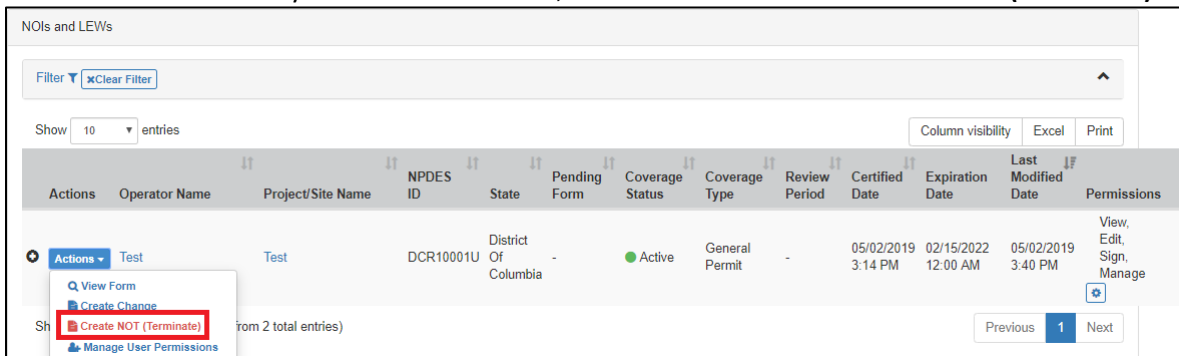 NOIs and LEWs
Filter Clear Filter
Show 10 entries
Column visibility Excel Print
Actions Operator Name Project/Site Name NPDES ID State Pending Form Coverage Status Coverage Type Review Period Certified Date Expiration Date Last Modified Date Permissions
Actions Test Test DCR10001U District Of Columbia - Active General Permit - 05/02/2019 3:14 PM 02/15/2022 12:00 AM 05/02/2019 3:40 PM View, Edit, Sign, Manage
View Form
Create Change
Create NOT (Terminate)
Manage User Permissions
Sh from 2 total entries)
Previous 1 Next